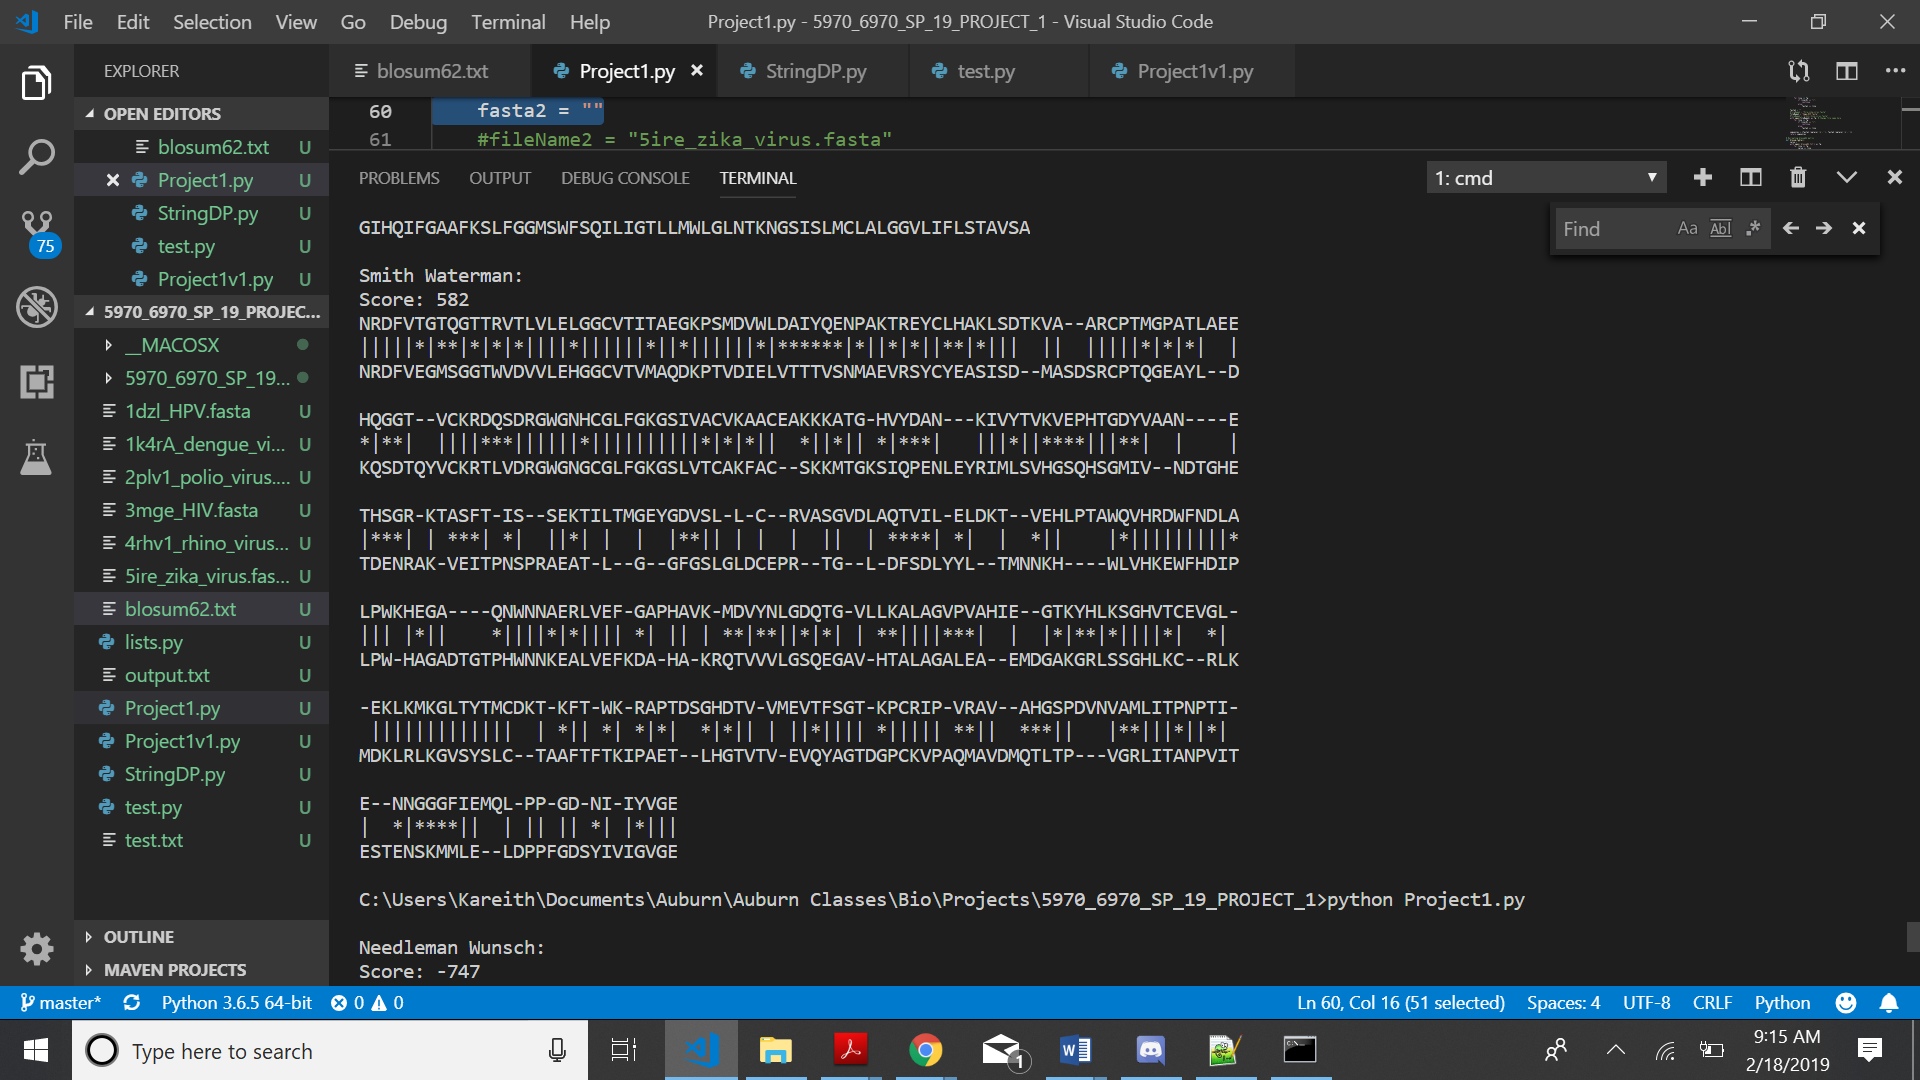 File Edit Selection View Go Debug Terminal Help
Project1.py - 5970_6970_SP_19_PROJECT_1 - Visual Studio Code
EXPLORER
OPEN EDITORS
blosum62.txt U
Project1.py U
StringDP.py U
test.py U
Project1v1.py U
75
5970_6970_SP_19_PROJEC...
__MACOSX
5970_6970_SP_19...
1dzl_HPV.fasta U
1k4rA_dengue_vi... U
2plv1_polio_virus.... U
3mge_HIV.fasta U
4rhv1_rhino_virus... U
5ire_zika_virus.fas... U
blosum62.txt U
lists.py U
output.txt U
Project1.py U
Project1v1.py U
StringDP.py U
test.py U
test.txt U
OUTLINE
MAVEN PROJECTS
blosum62.txt Project1.py StringDP.py test.py Project1v1.py
60 fasta2 = ""
61 #fileName2 = "5ire_zika_virus.fasta"
PROBLEMS OUTPUT DEBUG CONSOLE TERMINAL
1: cmd
Find Aa Abl .*
GIHQIFGAAFKSLFGGMSWFSQILIGTLLMWLGLNTKNGSISLMCLALGGVLIFLSTAVSA
Smith Waterman:
Score: 582
NRDFVTGTQGTTRVTLVLELGGCVTITAEGKPSMDVWLDAIYQENPAKTREYCLHAKLSDTKVA--ARCPTMGPATLAEE
|||||*|**|*|*|*||||*||||||*||*||||||*|******|*||*|*||**|*|||  ||  |||||*|*|*|  |
NRDFVEGMSGGTWVDVVLEHGGCVTVMAQDKPTVDIELVTTTVSNMAEVRSYCYEASISD--MASDSRCPTQGEAYL--D
HQGGT--VCKRDQSDRGWGNHCGLFGKGSIVACVKAACEAKKKATG-HVYDAN---KIVYTVKVEPHTGDYVAAN----E
*|**|  ||||***||||||*||||||||||*|*|*||  *||*|| *|***|   |||*||****|||**|  |    |
KQSDTQYVCKRTLVDRGWGNGCGLFGKGSLVTCAKFAC--SKKMTGKSIQPENLEYRIMLSVHGSQHSGMIV--NDTGHE
THSGR-KTASFT-IS--SEKTILTMGEYGDVSL-L-C--RVASGVDLAQTVIL-ELDKT--VEHLPTAWQVHRDWFNDLA
|***| | ***| *|  ||*| |  |  |**|| | |  |  ||  | ****| *|  |  *||    |*|||||||||*
TDENRAK-VEITPNSPRAEAT-L--G--GFGSLGLDCEPR--TG--L-DFSDLYYL--TMNNKH----WLVHKEWFHDIP
LPWKHEGA----QNWNNAERLVEF-GAPHAVK-MDVYNLGDQTG-VLLKALAGVPVAHIE--GTKYHLKSGHVTCEVGL-
||| |*||    *||||*|*|||| *| || | **|**||*|*| | **||||***|  |  |*|**|*||||*|  *|
LPW-HAGADTGTPHWNNKEALVEFKDA-HA-KRQTVVVLGSQEGAV-HTALAGALEA--EMDGAKGRLSSGHLKC--RLK
-EKLKMKGLTYTMCDKT-KFT-WK-RAPTDSGHDTV-VMEVTFSGT-KPCRIP-VRAV--AHGSPDVNVAMLITPNPTI-
 |||||||||||||  | *|| *| *|*|  *|*|| | ||*|||| *||||| **||  ***||   |**|||*||*|
MDKLRLKGVSYSLC--TAAFTFTKIPAET--LHGTVTV-EVQYAGTDGPCKVPAQMAVDMQTLTP---VGRLITANPVIT
E--NNGGGFIEMQL-PP-GD-NI-IYVGE
|  *|****||  | || || *| |*|||
ESTENSKMMLE--LDPPFGDSYIVIGVGE
C:\Users\Kareith\Documents\Auburn\Auburn Classes\Bio\Projects\5970_6970_SP_19_PROJECT_1>python Project1.py
Needleman Wunsch:
Score: -747
master* Python 3.6.5 64-bit 0 0
Ln 60, Col 16 (51 selected) Spaces: 4 UTF-8 CRLF Python
Type here to search
1
9:15 AM
2/18/2019